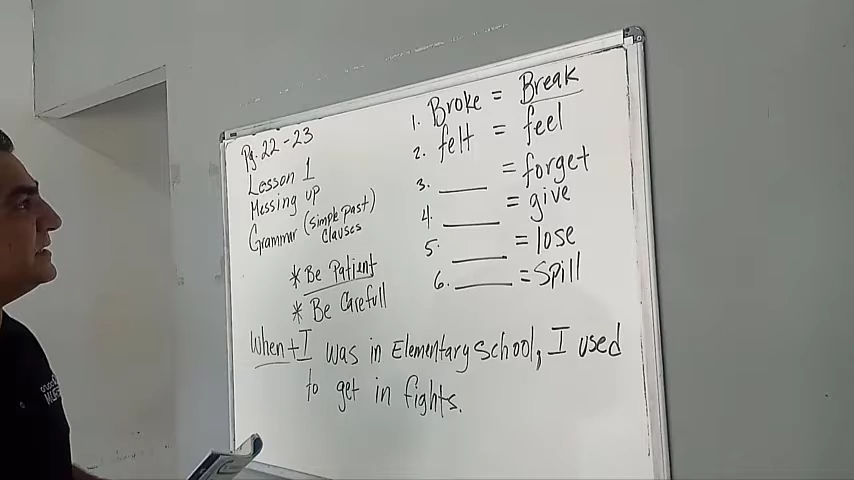 Pg. 22-23
Lesson 1
Messing up
Grammar (simple past)
clauses
* Be Patient
* Be Carefull
1. Broke = Break
2. felt = feel
3. ____ = forget
4. ____ = give
5. ____ = lose
6. ____ = Spill
When + I was in Elementary school, I used
to get in fights.